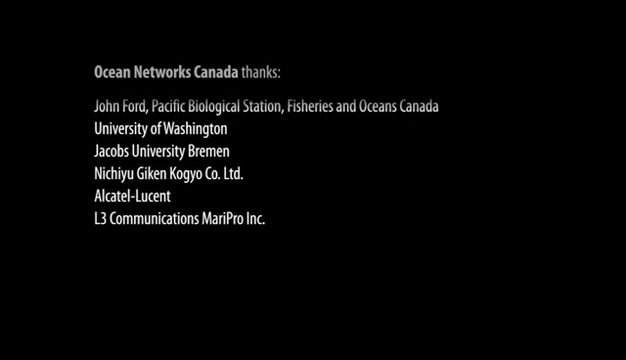 Ocean Networks Canada thanks:
John Ford, Pacific Biological Station, Fisheries and Oceans Canada
University of Washington
Jacobs University Bremen
Nichiyu Giken Kogyo Co. Ltd.
Alcatel-Lucent
L3 Communications MariPro Inc.